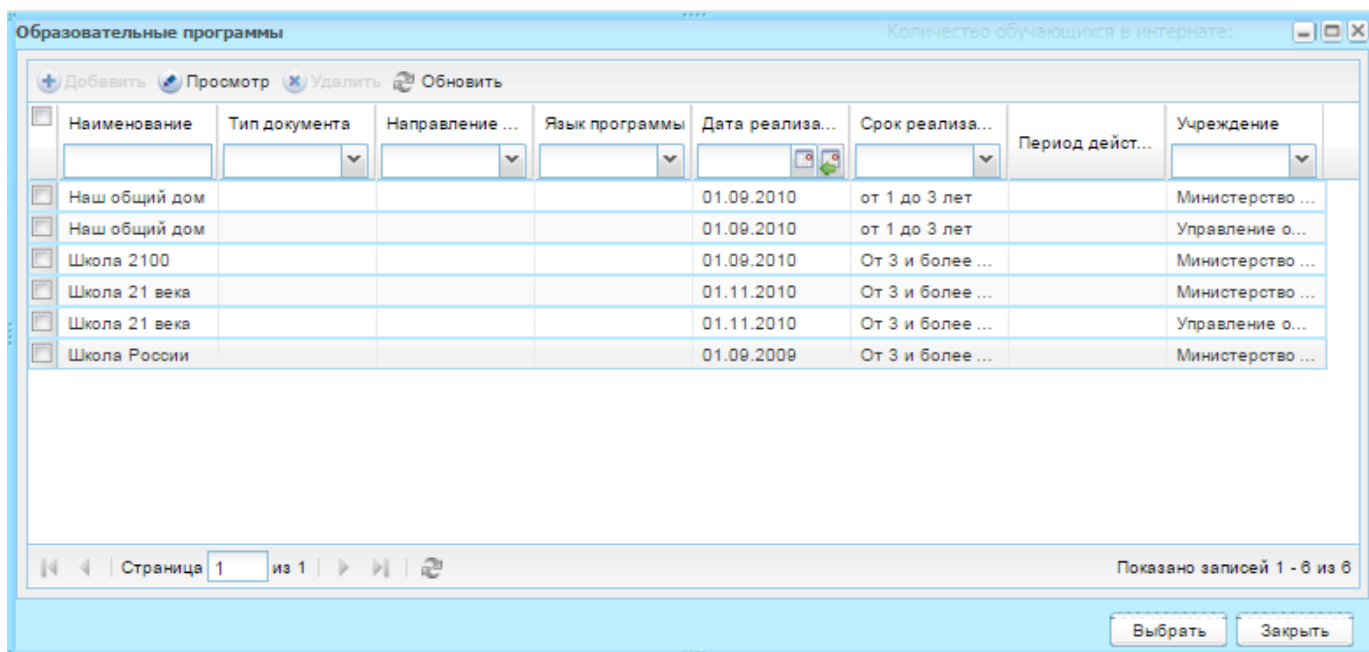 Образовательные программы Количество обучающихся в интернате:
Добавить Просмотр Удалить Обновить
Наименование Тип документа Направление ... Язык программы Дата реализа... Срок реализа... Период дейст... Учреждение
Наш общий дом 01.09.2010 от 1 до 3 лет Министерство ...
Наш общий дом 01.09.2010 от 1 до 3 лет Управление о...
Школа 2100 01.09.2010 От 3 и более ... Министерство ...
Школа 21 века 01.11.2010 От 3 и более ... Министерство ...
Школа 21 века 01.11.2010 От 3 и более ... Управление о...
Школа России 01.09.2009 От 3 и более ... Министерство ...
Страница 1 из 1 Показано записей 1 - 6 из 6
Выбрать Закрыть